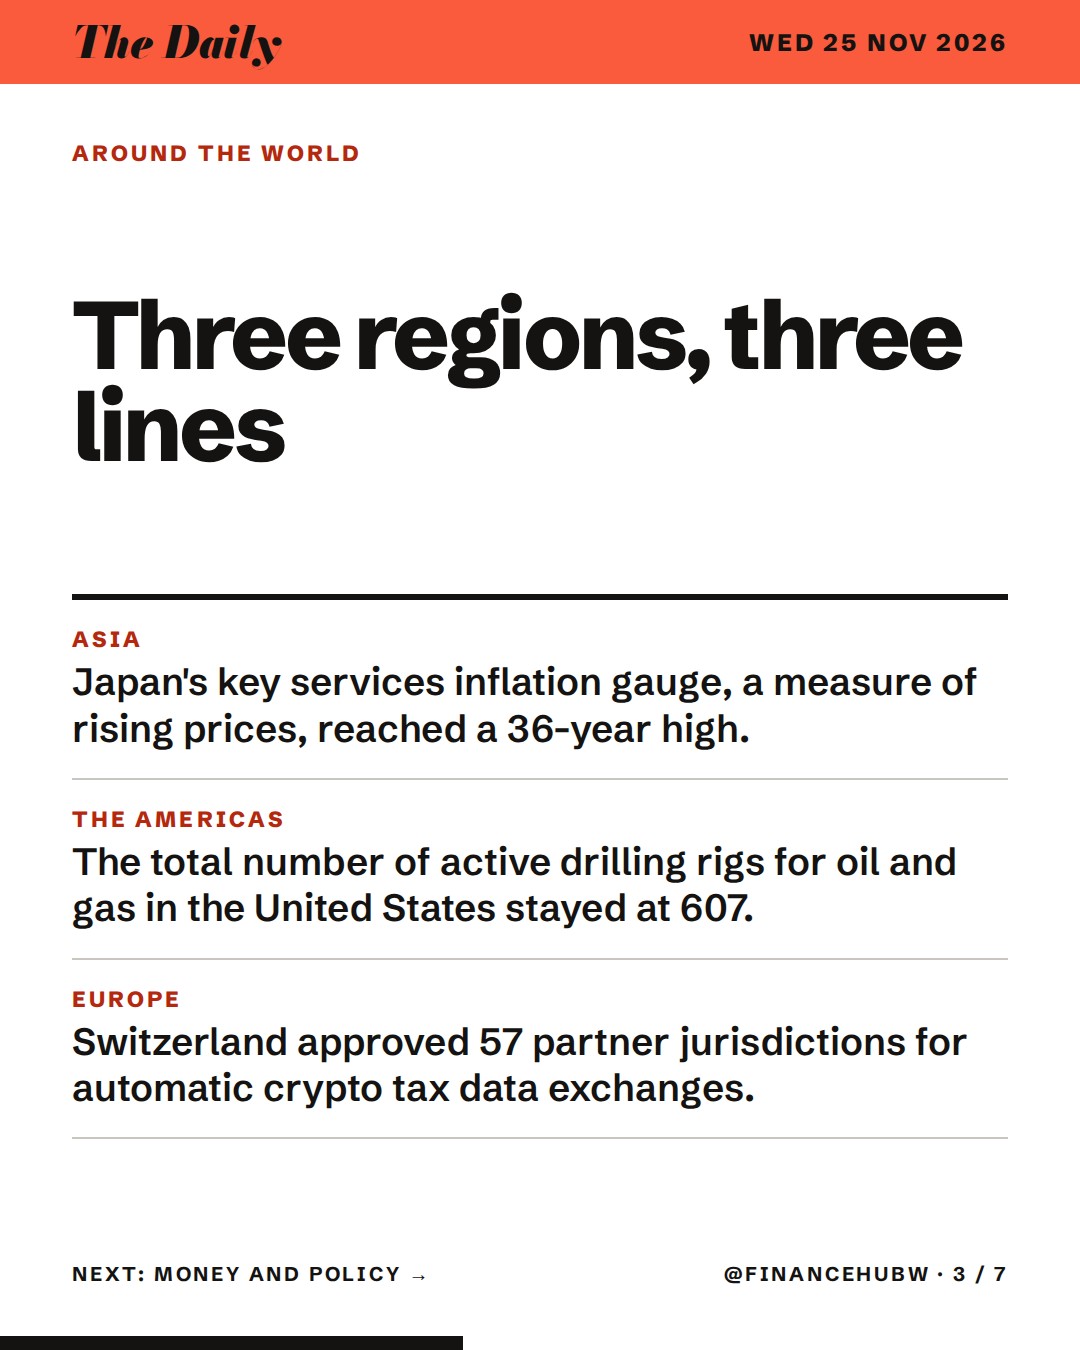 The Daily
WED 25 NOV 2026
AROUND THE WORLD
Three regions, three
lines
ASIA
Japan's key services inflation gauge, a measure of
rising prices, reached a 36-year high.
THE AMERICAS
The total number of active drilling rigs for oil and
gas in the United States stayed at 607.
EUROPE
Switzerland approved 57 partner jurisdictions for
automatic crypto tax data exchanges.
NEXT: MONEY AND POLICY →
@FINANCEHUBW · 3 / 7